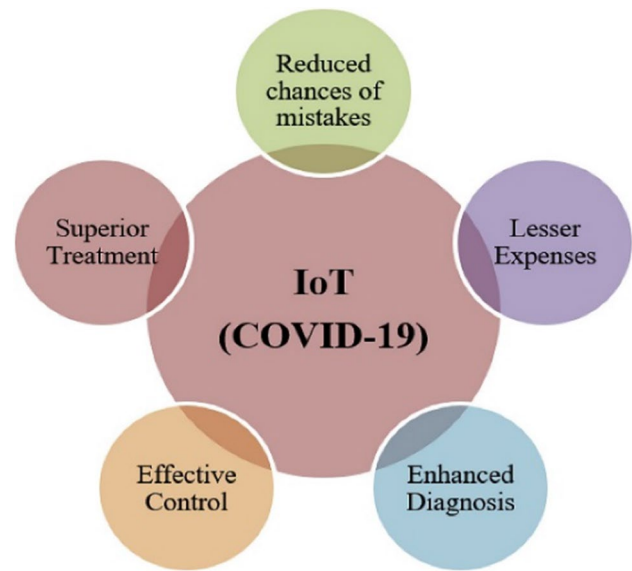 Reduced
chances of
mistakes
Superior
Treatment
Lesser
Expenses
IoT
(COVID-19)
Effective
Control
Enhanced
Diagnosis